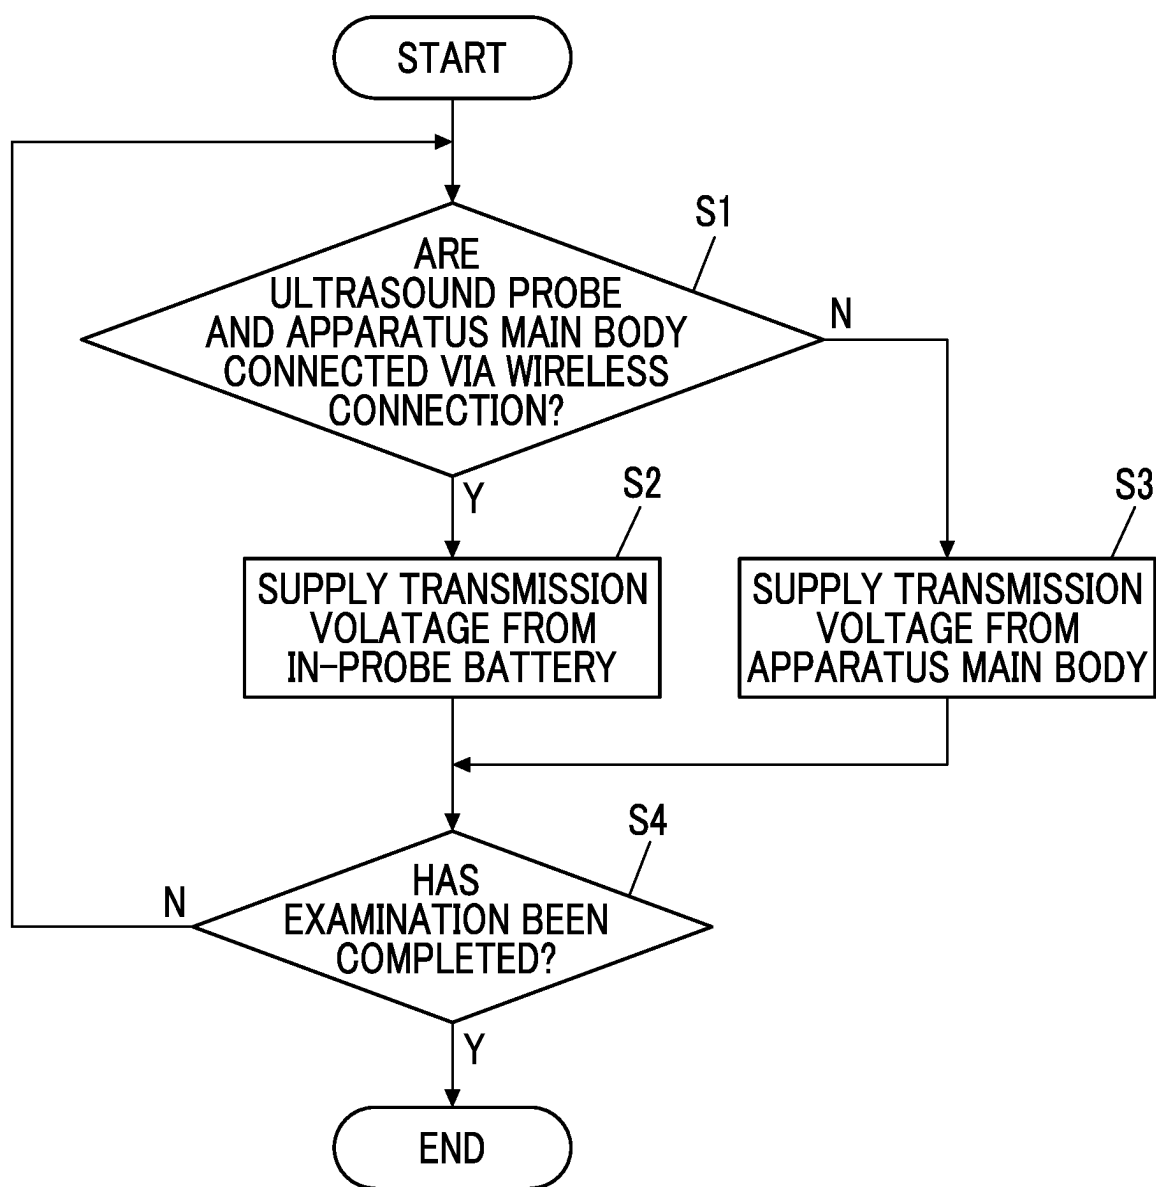 START
S1
ARE
ULTRASOUND PROBE
AND APPARATUS MAIN BODY
CONNECTED VIA WIRELESS
CONNECTION?
N
Y
S2
SUPPLY TRANSMISSION
VOLATAGE FROM
IN-PROBE BATTERY
S3
SUPPLY TRANSMISSION
VOLTAGE FROM
APPARATUS MAIN BODY
S4
HAS
EXAMINATION BEEN
COMPLETED?
N
Y
END